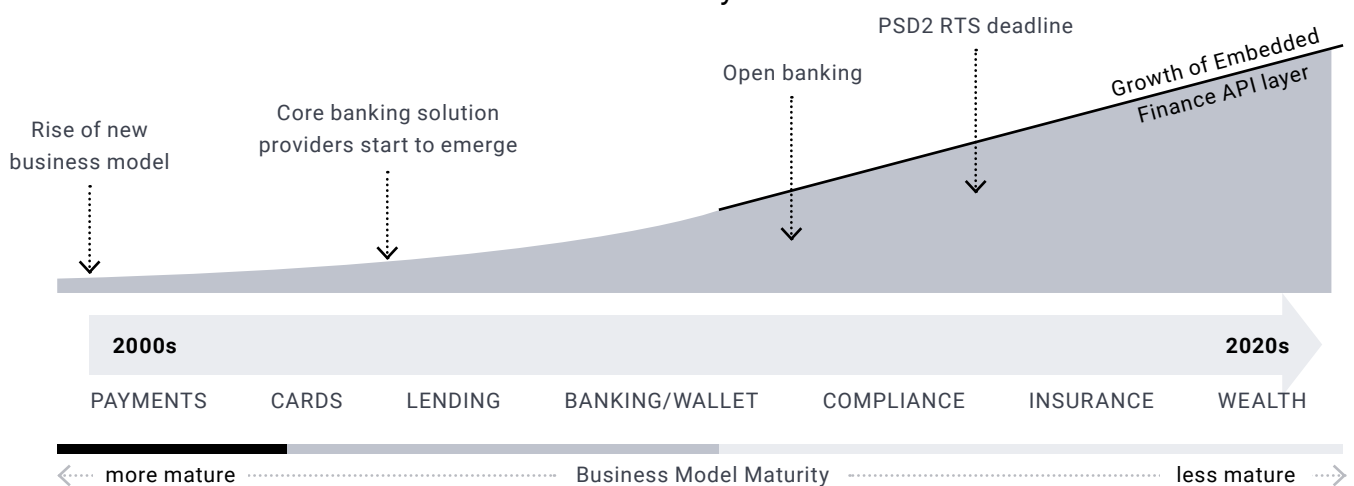 PSD2 RTS deadline
Open banking
Core banking solution
providers start to emerge
Rise of new
business model
Growth of Embedded
Finance API layer
2000s
2020s
PAYMENTS
CARDS
LENDING
BANKING/WALLET
COMPLIANCE
INSURANCE
WEALTH
more mature
Business Model Maturity
less mature